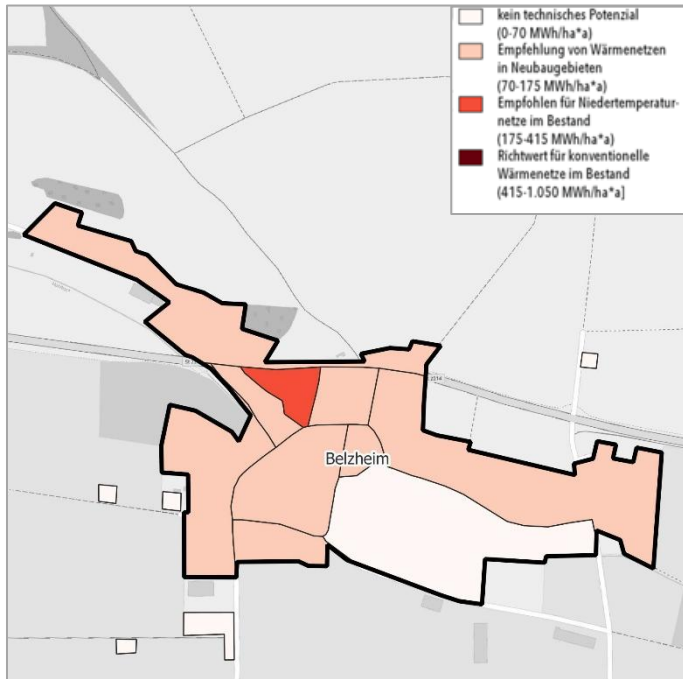 kein technisches Potenzial
(0-70 MWh/ha*a)
Empfehlung von Wärmenetzen
in Neubaugebieten
(70-175 MWh/ha*a)
Empfohlen für Niedertemperatur-
netze im Bestand
(175-415 MWh/ha*a)
Richtwert für konventionelle
Wärmenetze im Bestand
(415-1.050 MWh/ha*a]
Belzheim